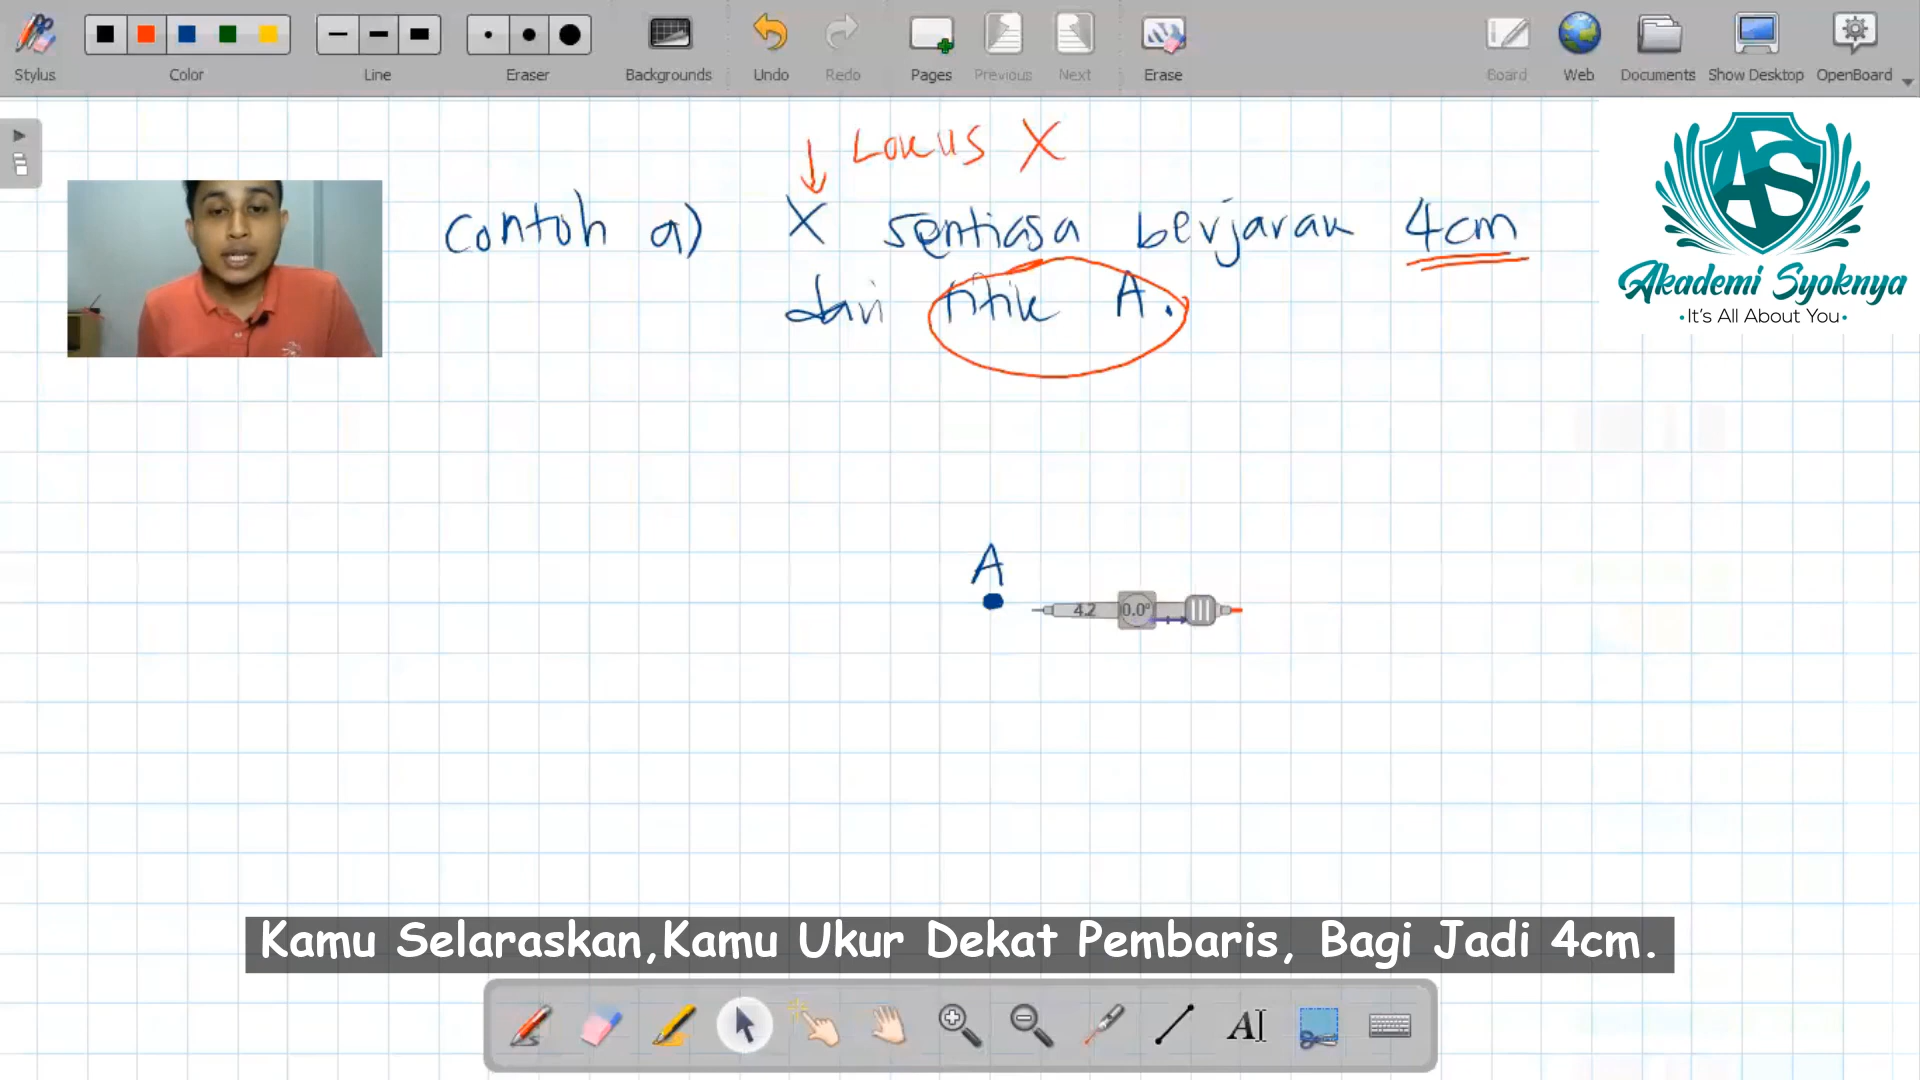 Stylus
Color
Line
Eraser
Backgrounds
Undo
Redo
Pages
Previous
Next
Erase
Board
Web
Documents
Show Desktop
OpenBoard
Lokus X
Contoh a) X sentiasa berjarak 4cm
dari titik A.
AS
Akademi Syoknya
•It's All About You•
A
4.2
0.0°
Kamu Selaraskan,Kamu Ukur Dekat Pembaris, Bagi Jadi 4cm.
A